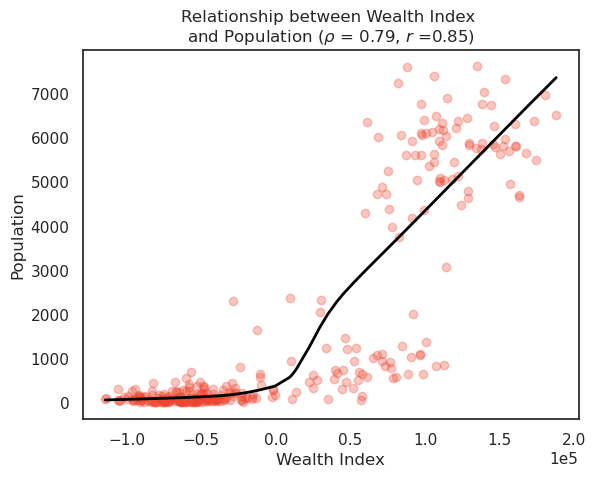 Relationship between Wealth Index
and Population (ρ = 0.79, r =0.85)
Population
7000
6000
5000
4000
3000
2000
1000
0
−1.0 −0.5 0.0 0.5 1.0 1.5 2.0
1e5
Wealth Index